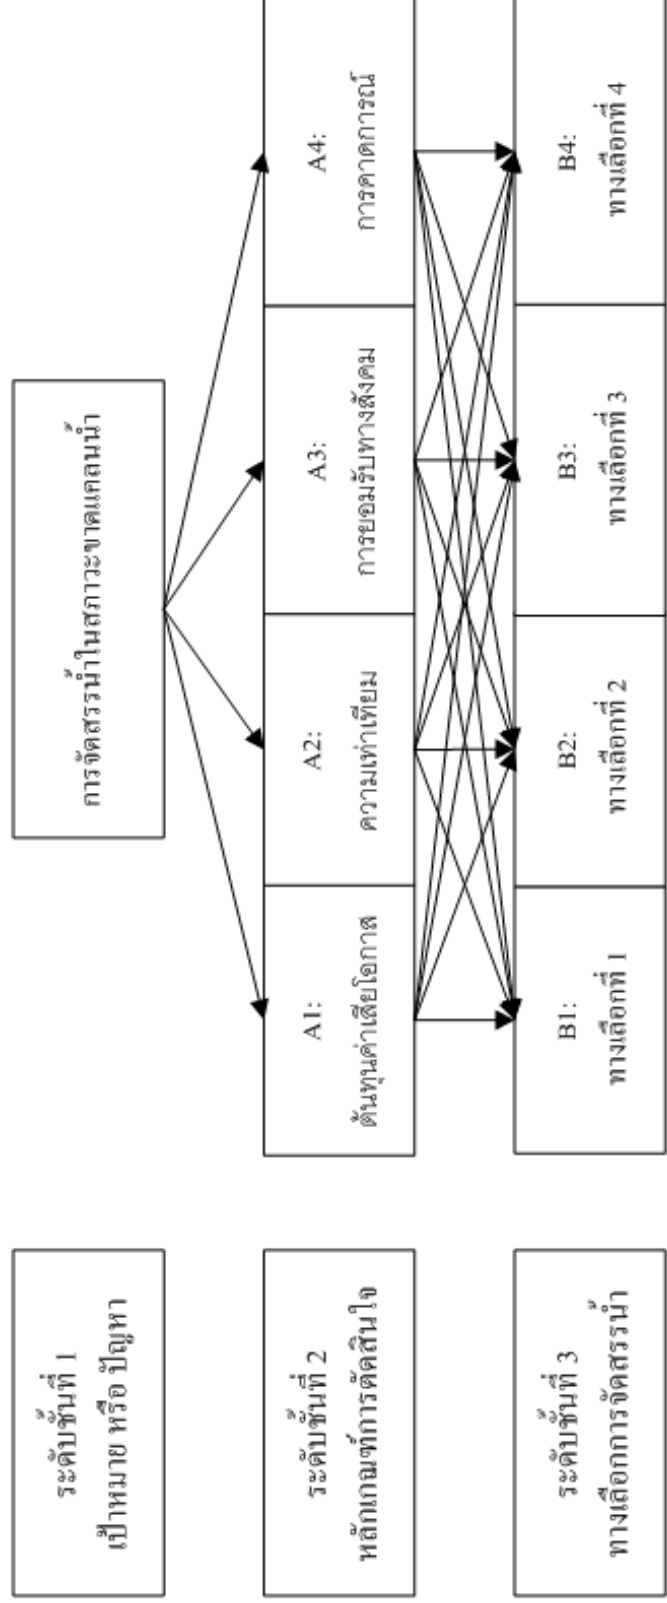 ระดับชั้นที่ 1
เป้าหมาย หรือ ปัญหา
การจัดสรรน้ำในสภาวะขาดแคลนน้ำ
ระดับชั้นที่ 2
หลักเกณฑ์การตัดสินใจ
A1:
ต้นทุนค่าเสียโอกาส
A2:
ความเท่าเทียม
A3:
การยอมรับทางสังคม
A4:
การคาดการณ์
ระดับชั้นที่ 3
ทางเลือกการจัดสรรน้ำ
B1:
ทางเลือกที่ 1
B2:
ทางเลือกที่ 2
B3:
ทางเลือกที่ 3
B4:
ทางเลือกที่ 4